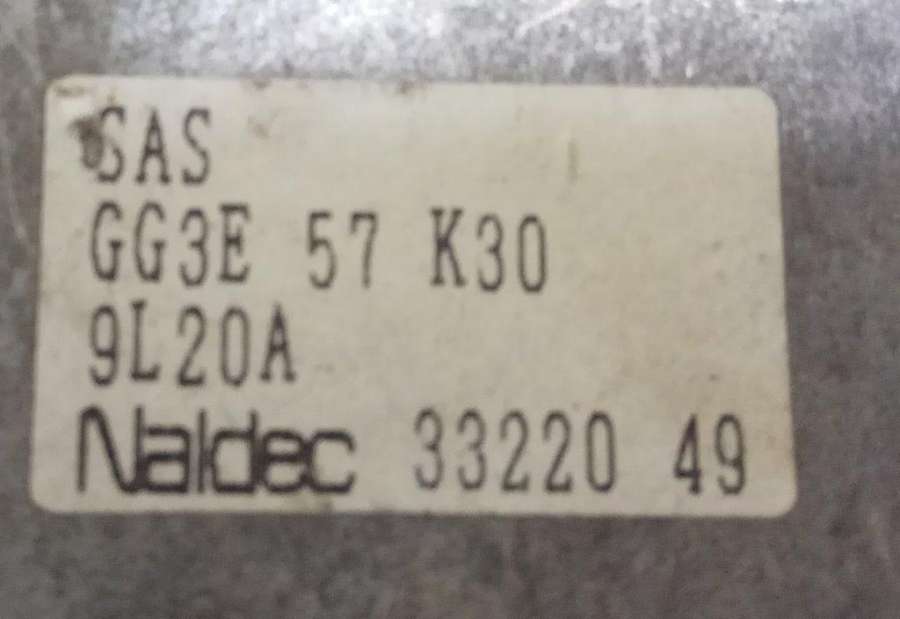 SAS
GG3E 57 K30
9L20A
Naldec 33220 49